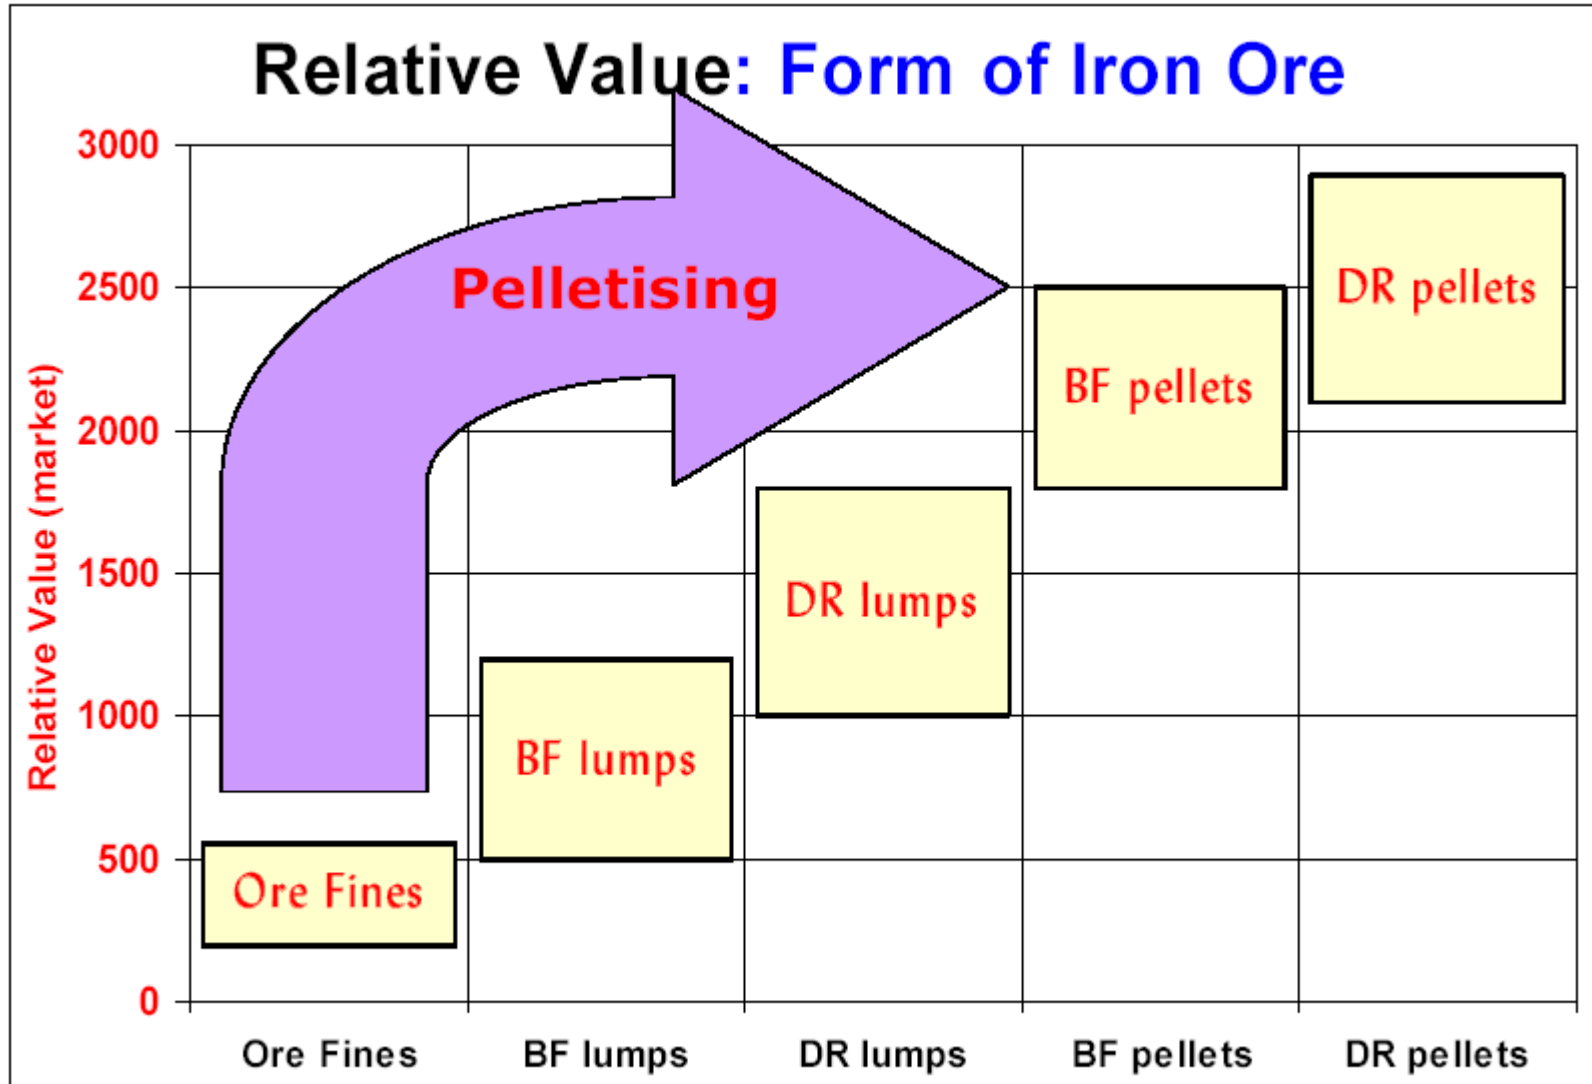 Relative Value: Form of Iron Ore
3000
2500
2000
1500
1000
500
0
Relative Value (market)
Pelletising
DR pellets
BF pellets
DR lumps
BF lumps
Ore Fines
Ore Fines
BF lumps
DR lumps
BF pellets
DR pellets